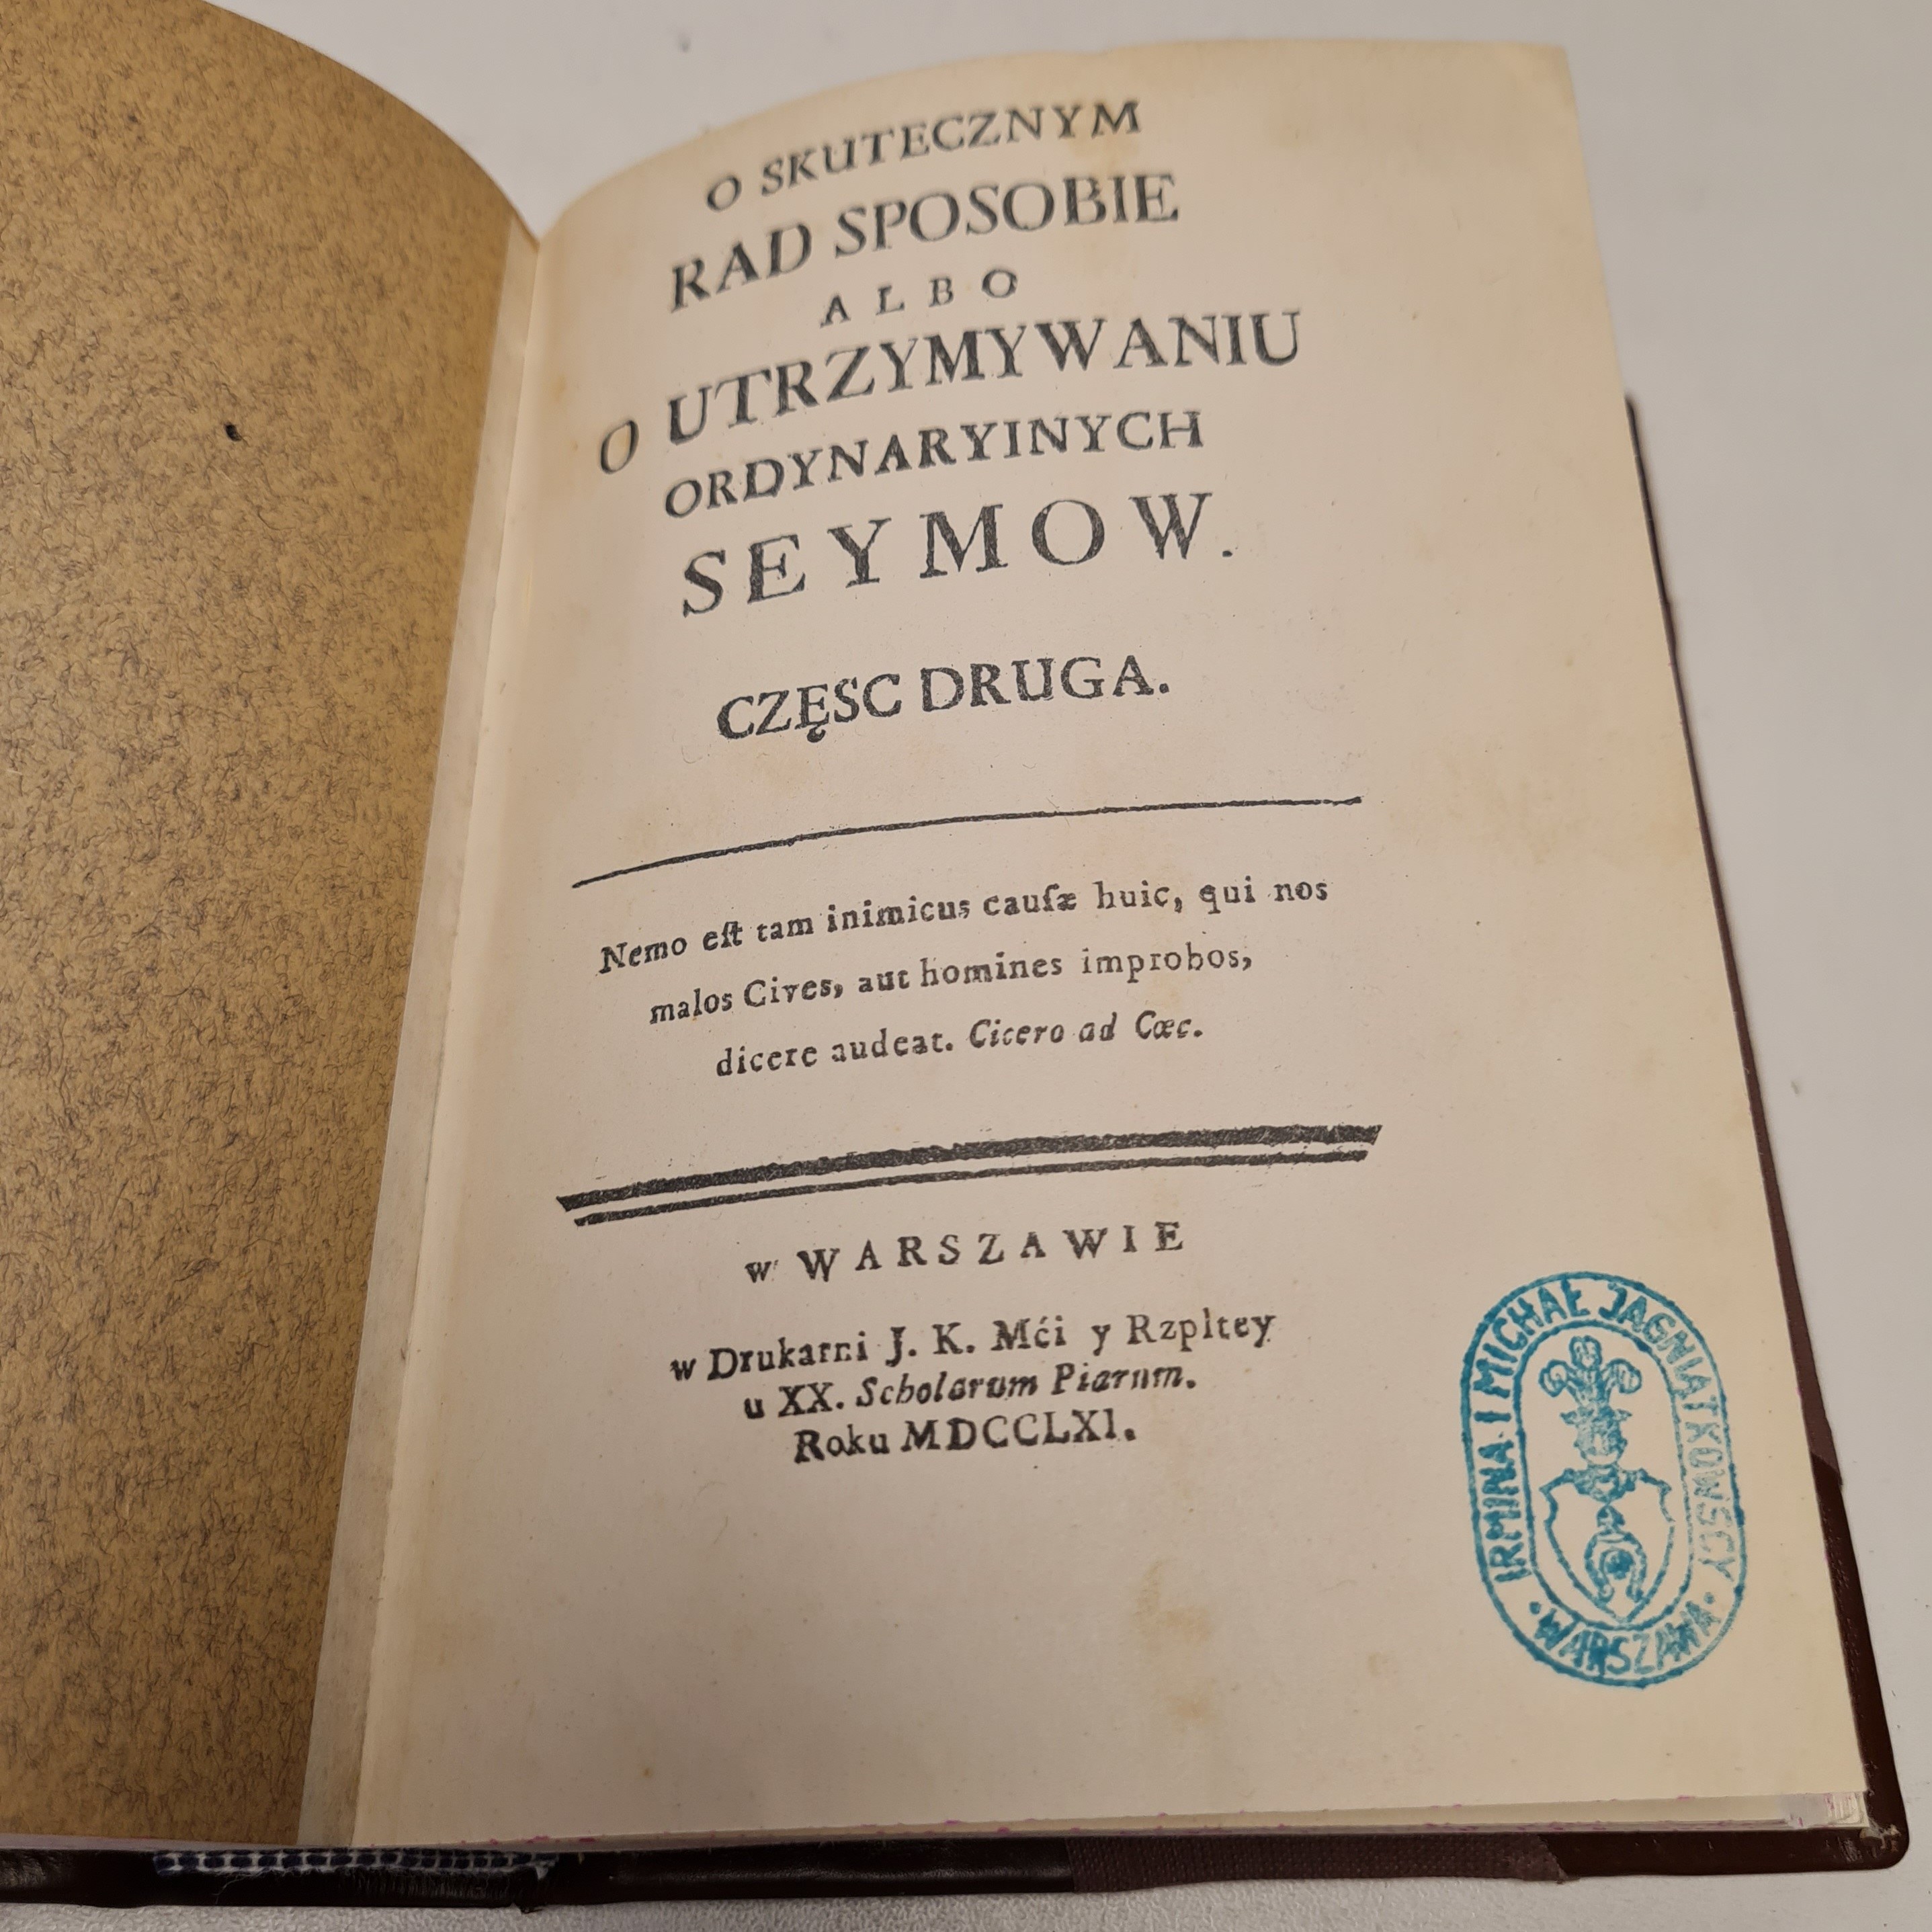 O SKUTECZNYM
RAD SPOSOBIE
ALBO
O UTRZYMYWANIU
ORDYNARYINYCH
SEYMOW.
CZĘSC DRUGA.
Nemo eſt tam inimicus cauſæ huic, qui nos
malos Cives, aut homines improbos,
dicere audeat. Cicero ad Cœc.
w WARSZAWIE
w Drukarni J. K. Mći y Rzpltey
u XX. Scholarum Piarum.
Roku MDCCLXI.
IRMINA I MICHAŁ JAGNIATKOWSCY
• WARSZAWA •